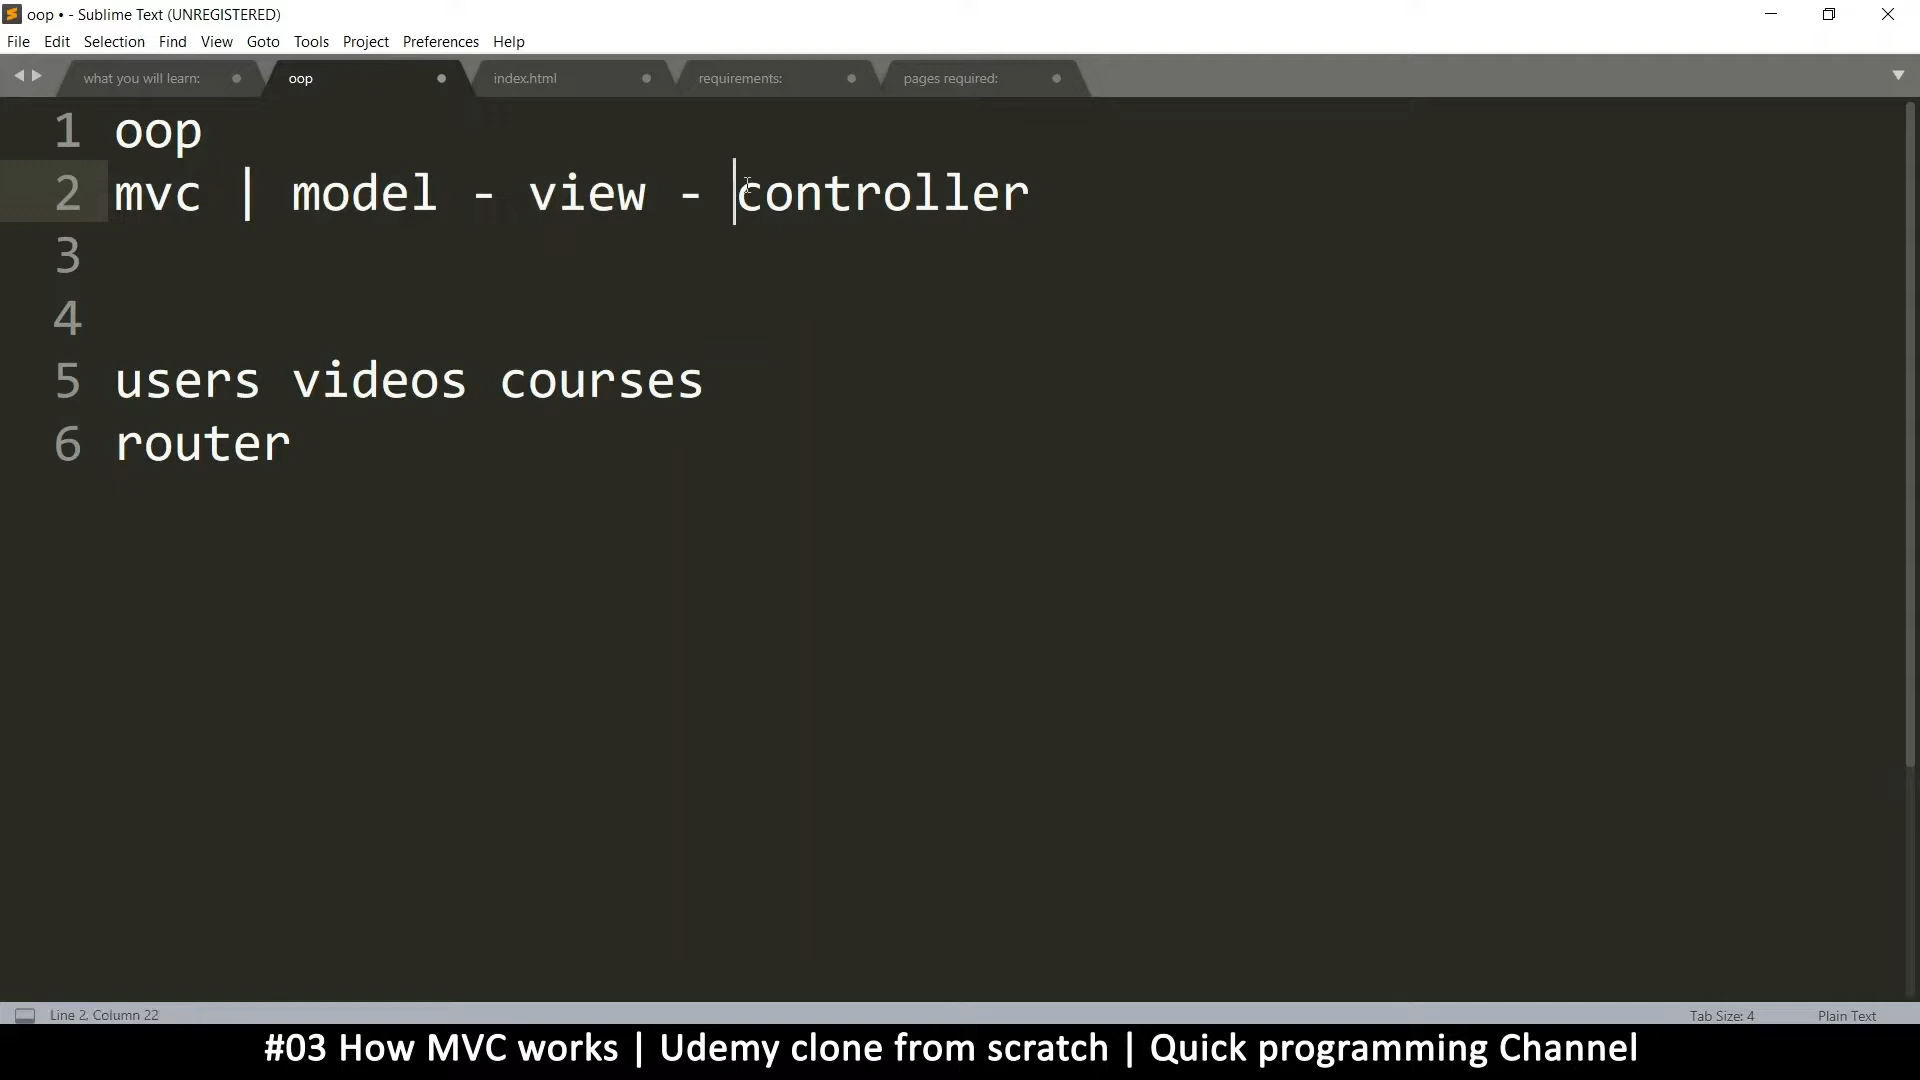 oop • - Sublime Text (UNREGISTERED)
File Edit Selection Find View Goto Tools Project Preferences Help
what you will learn: oop index.html requirements: pages required:
1 oop
2 mvc | model - view - controller
3
4
5 users videos courses
6 router
Line 2, Column 22 Tab Size: 4 Plain Text
#03 How MVC works | Udemy clone from scratch | Quick programming Channel